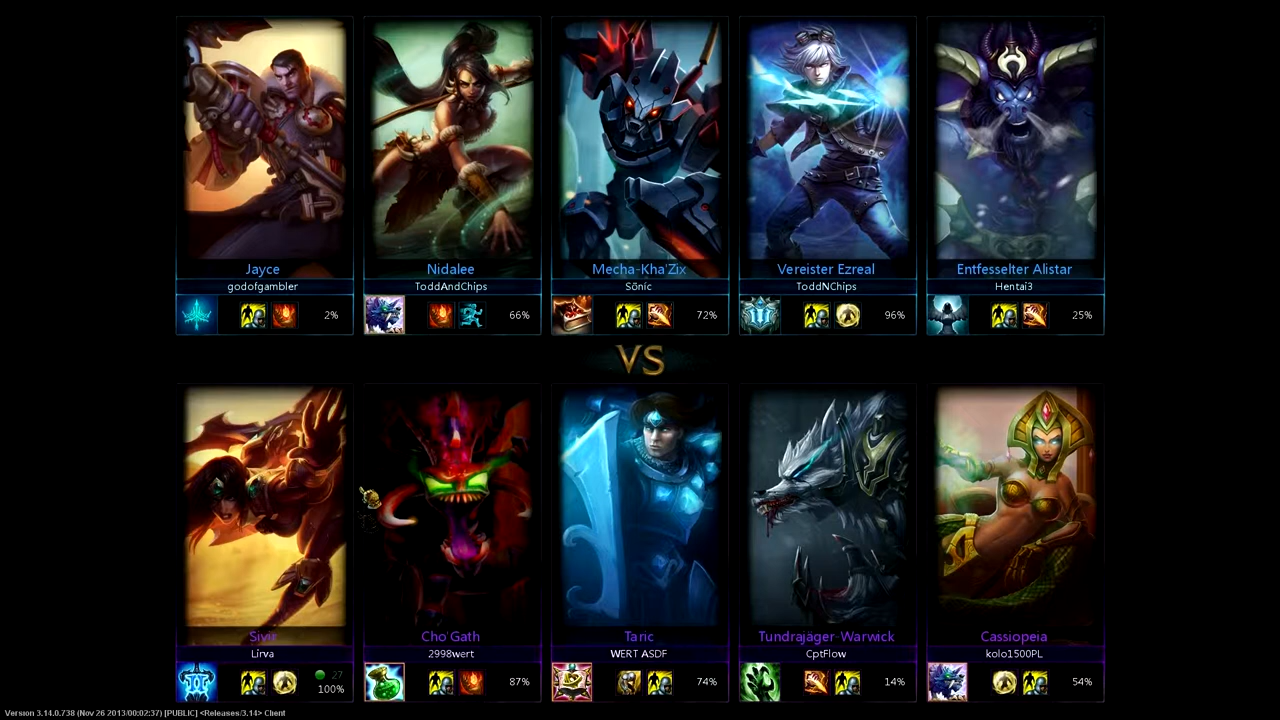 Jayce
godofgambler
2%
Nidalee
ToddAndChips
66%
Mecha-Kha'Zix
Sōnic
72%
Vereister Ezreal
ToddNChips
96%
Entfesselter Alistar
Hentai3
25%
VS
Sivir
Lirva
27
100%
Cho'Gath
2998wert
87%
Taric
WERT ASDF
74%
Tundrajäger-Warwick
CptFlow
14%
Cassiopeia
kolo1500PL
54%
Version 3.14.0.738 (Nov 26 2013/00:02:37) [PUBLIC] <Releases/3.14> Client